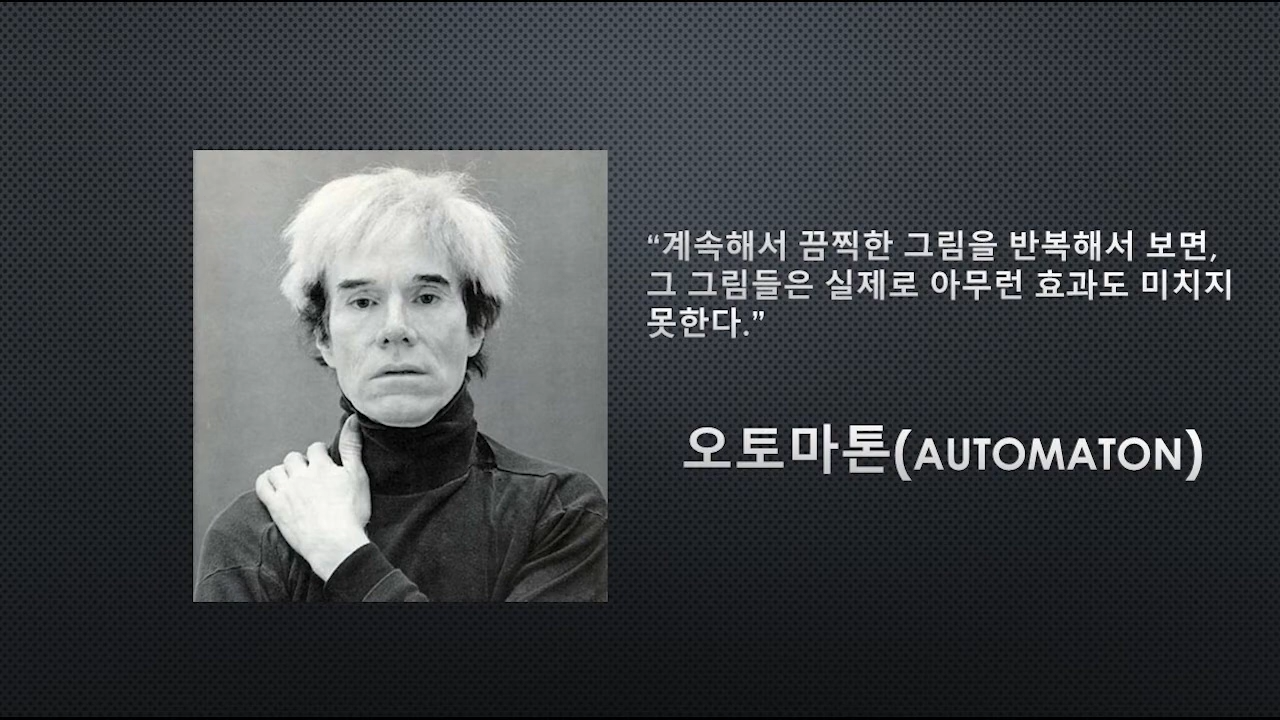 “계속해서 끔찍한 그림을 반복해서 보면,
그 그림들은 실제로 아무런 효과도 미치지
못한다.”
오토마톤(AUTOMATON)